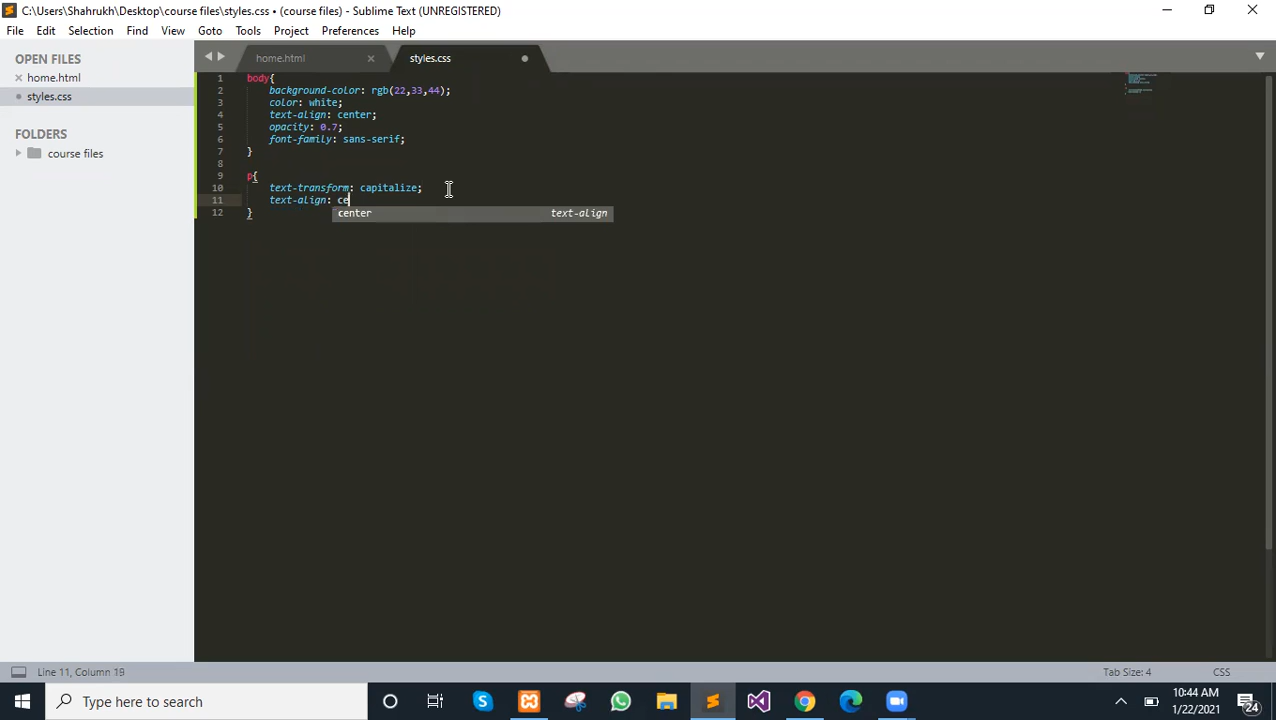 C:\Users\Shahrukh\Desktop\course files\styles.css • (course files) - Sublime Text (UNREGISTERED)
File Edit Selection Find View Goto Tools Project Preferences Help
OPEN FILES
home.html
styles.css
FOLDERS
course files
home.html
styles.css
1 body{
2 background-color: rgb(22,33,44);
3 color: white;
4 text-align: center;
5 opacity: 0.7;
6 font-family: sans-serif;
7 }
8
9 p{
10 text-transform: capitalize;
11 text-align: ce
12 }
center text-align
Line 11, Column 19
Tab Size: 4
CSS
Type here to search
10:44 AM
1/22/2021
24